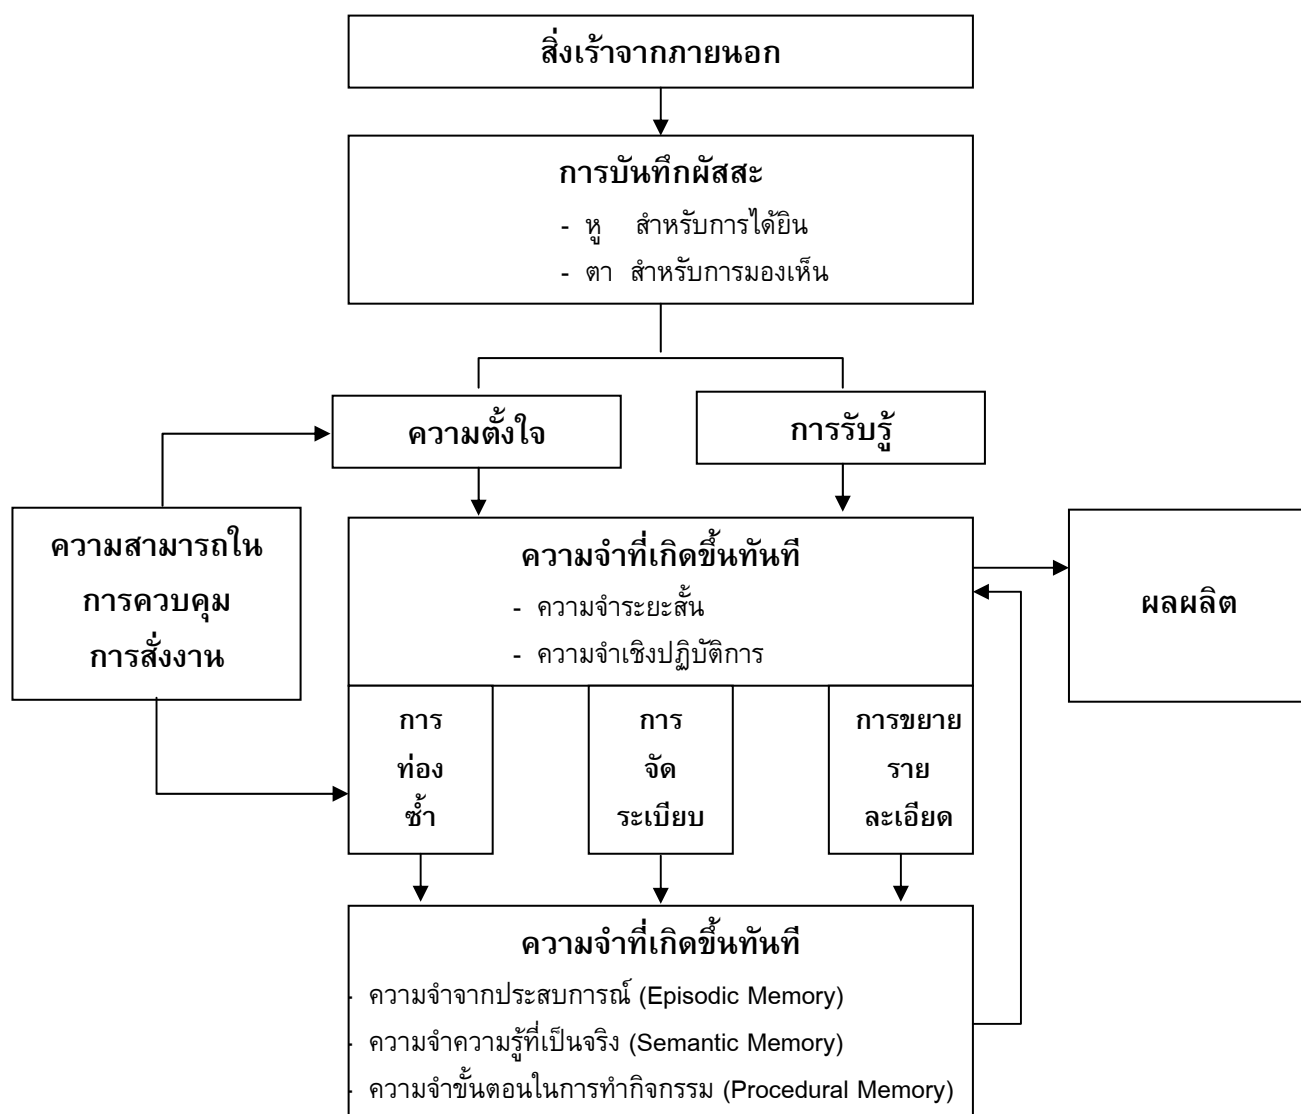 สิ่งเร้าจากภายนอก
การบันทึกผัสสะ
- หู สำหรับการได้ยิน
- ตา สำหรับการมองเห็น
ความตั้งใจ
การรับรู้
ความสามารถใน
การควบคุม
การสั่งงาน
ความจำที่เกิดขึ้นทันที
- ความจำระยะสั้น
- ความจำเชิงปฏิบัติการ
ผลผลิต
การ
ท่อง
ซ้ำ
การ
จัด
ระเบียบ
การขยาย
ราย
ละเอียด
ความจำที่เกิดขึ้นทันที
- ความจำจากประสบการณ์ (Episodic Memory)
- ความจำความรู้ที่เป็นจริง (Semantic Memory)
- ความจำขั้นตอนในการทำกิจกรรม (Procedural Memory)